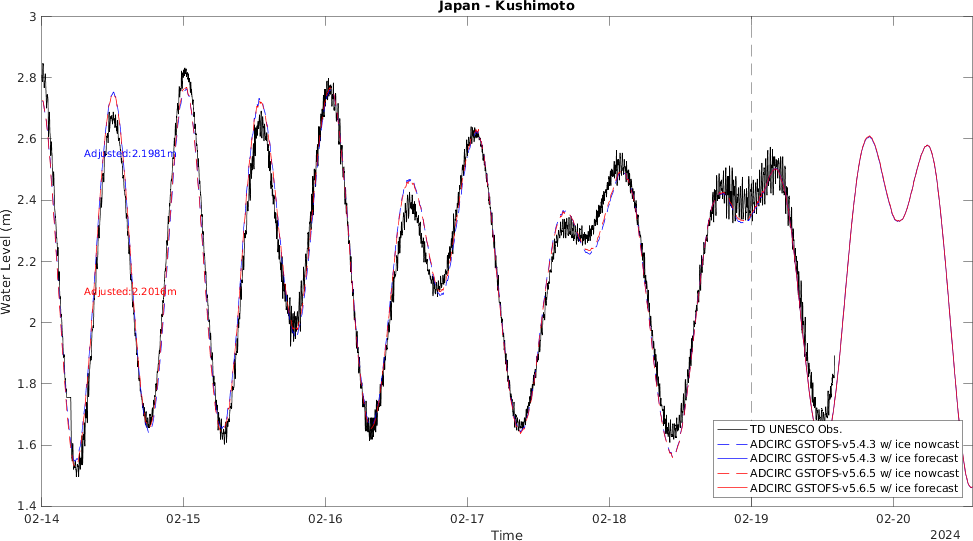 Japan - Kushimoto
3
2.8
2.6
2.4
2.2
2
1.8
1.6
1.4
Water Level (m)
Adjusted:2.1981m
Adjusted:2.2016m
TD UNESCO Obs.
ADCIRC GSTOFS-v5.4.3 w/ ice nowcast
ADCIRC GSTOFS-v5.4.3 w/ ice forecast
ADCIRC GSTOFS-v5.6.5 w/ ice nowcast
ADCIRC GSTOFS-v5.6.5 w/ ice forecast
02-14 02-15 02-16 02-17 02-18 02-19 02-20
Time
2024